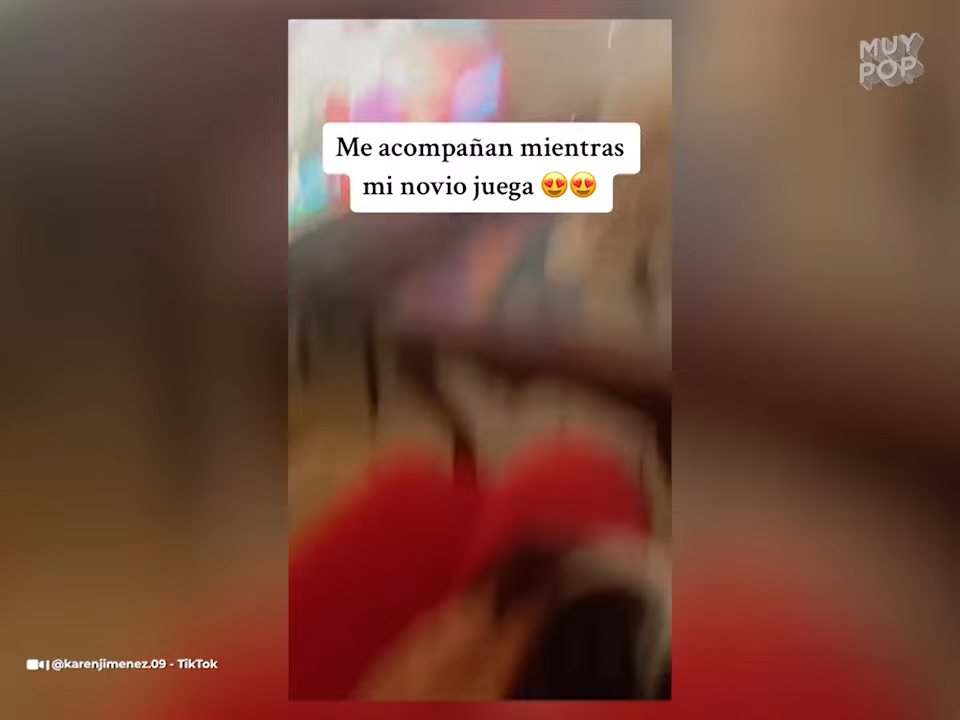 MUY
POP
Me acompañan mientras
mi novio juega 😍😍
@karenjimenez.09 - TikTok